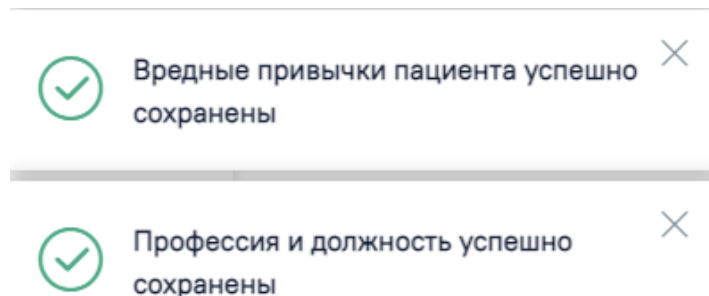 Вредные привычки пациента успешно
сохранены
Профессия и должность успешно
сохранены